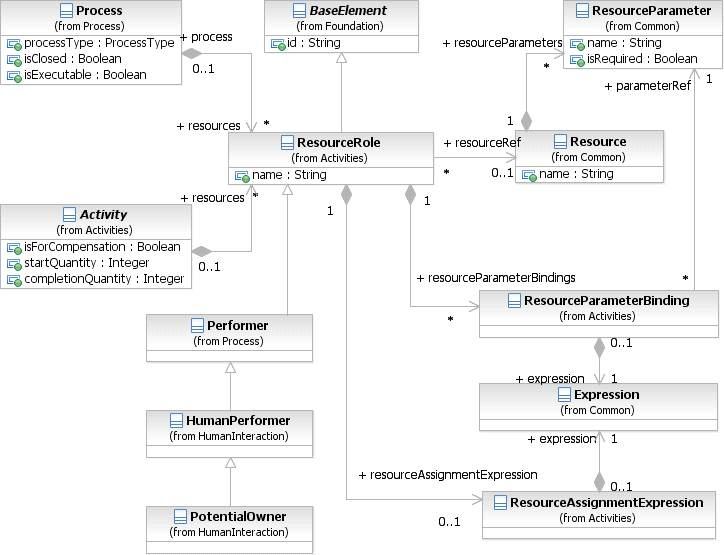 Process
(from Process)
processType : ProcessType
isClosed : Boolean
isExecutable : Boolean
+ process
0..1
BaseElement
(from Foundation)
id : String
ResourceParameter
(from Common)
name : String
isRequired : Boolean
+ resourceParameters
*
+ parameterRef
1
1
+ resources
*
ResourceRole
(from Activities)
name : String
+ resourceRef
*
0..1
Resource
(from Common)
name : String
+ resources
*
Activity
(from Activities)
isForCompensation : Boolean
startQuantity : Integer
completionQuantity : Integer
0..1
1
1
+ resourceParameterBindings
*
*
ResourceParameterBinding
(from Activities)
0..1
Performer
(from Process)
+ expression
1
Expression
(from Common)
HumanPerformer
(from HumanInteraction)
+ expression
1
+ resourceAssignmentExpression
0..1
0..1
ResourceAssignmentExpression
(from Activities)
PotentialOwner
(from HumanInteraction)